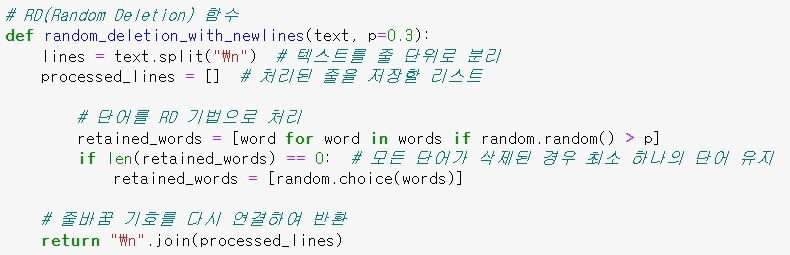 # RD(Random Deletion) 함수
def random_deletion_with_newlines(text, p=0.3):
    lines = text.split("₩n")  # 텍스트를 줄 단위로 분리
    processed_lines = []  # 처리된 줄을 저장할 리스트

        # 단어를 RD 기법으로 처리
        retained_words = [word for word in words if random.random() > p]
        if len(retained_words) == 0:  # 모든 단어가 삭제된 경우 최소 하나의 단어 유지
            retained_words = [random.choice(words)]

    # 줄바꿈 기호를 다시 연결하여 반환
    return "₩n".join(processed_lines)